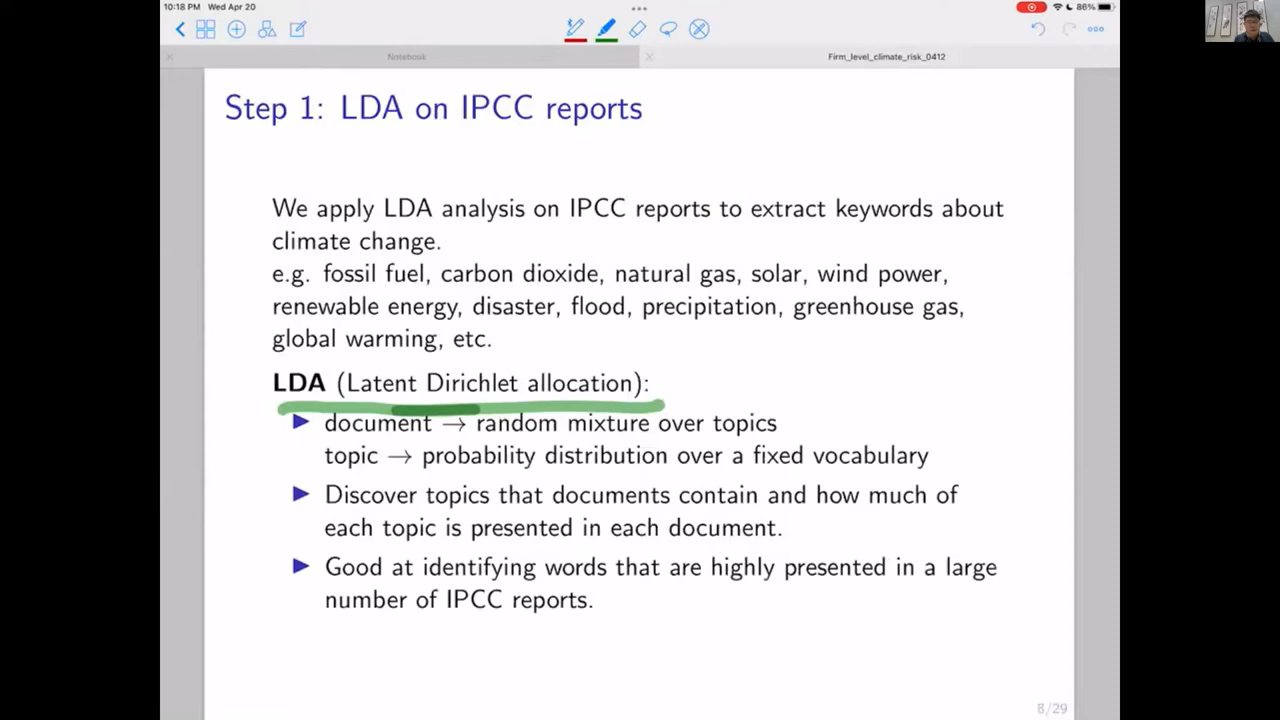 10:18 PM Wed Apr 20
86%
Notebook
Firm_level_climate_risk_0412
Step 1: LDA on IPCC reports
We apply LDA analysis on IPCC reports to extract keywords about
climate change.
e.g. fossil fuel, carbon dioxide, natural gas, solar, wind power,
renewable energy, disaster, flood, precipitation, greenhouse gas,
global warming, etc.
LDA (Latent Dirichlet allocation):
▶ document → random mixture over topics
topic → probability distribution over a fixed vocabulary
▶ Discover topics that documents contain and how much of
each topic is presented in each document.
▶ Good at identifying words that are highly presented in a large
number of IPCC reports.
8/29